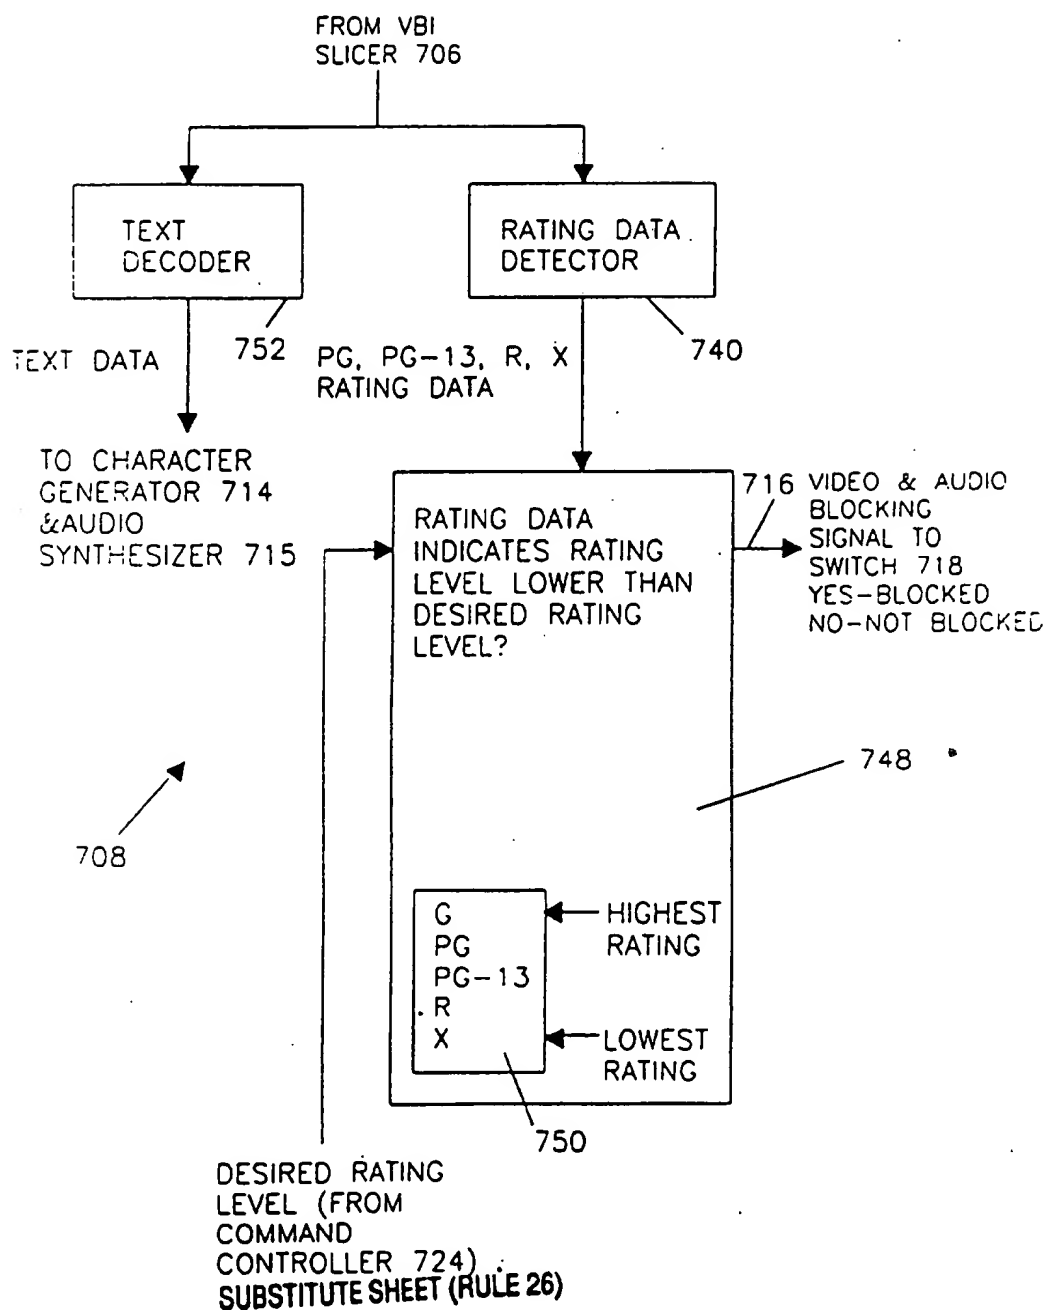 FROM VBI
SLICER 706
TEXT
DECODER
RATING DATA
DETECTOR
752
740
TEXT DATA
PG, PG-13, R, X
RATING DATA
TO CHARACTER
GENERATOR 714
&AUDIO
SYNTHESIZER 715
RATING DATA
INDICATES RATING
LEVEL LOWER THAN
DESIRED RATING
LEVEL?
716
VIDEO & AUDIO
BLOCKING
SIGNAL TO
SWITCH 718
YES-BLOCKED
NO-NOT BLOCKED
748
708
G
PG
PG-13
R
X
HIGHEST
RATING
LOWEST
RATING
750
DESIRED RATING
LEVEL (FROM
COMMAND
CONTROLLER 724)
SUBSTITUTE SHEET (RULE 26)